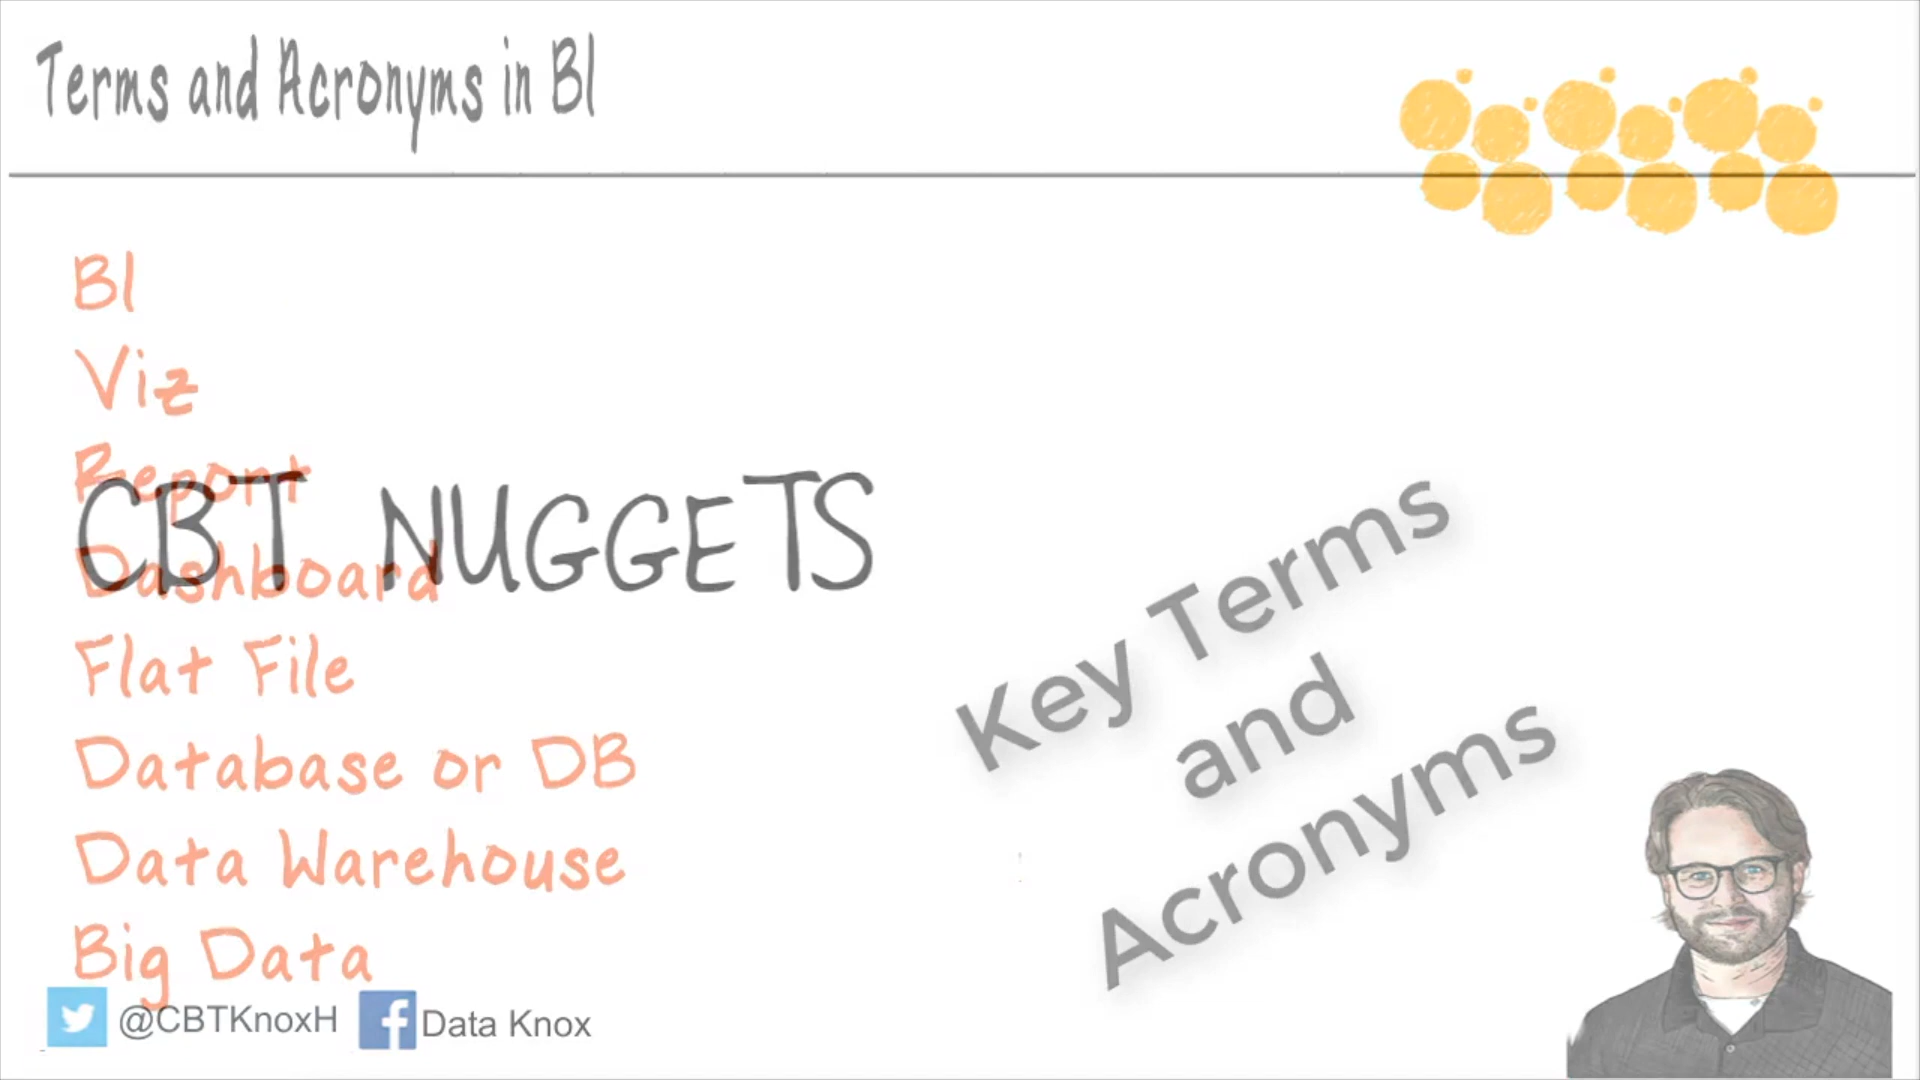 Terms and Acronyms in BI
BI
Viz
Report
CBT NUGGETS
Dashboard
Flat File
Database or DB
Data Warehouse
Big Data
Key Terms
and
Acronyms
@CBTKnoxH
Data Knox